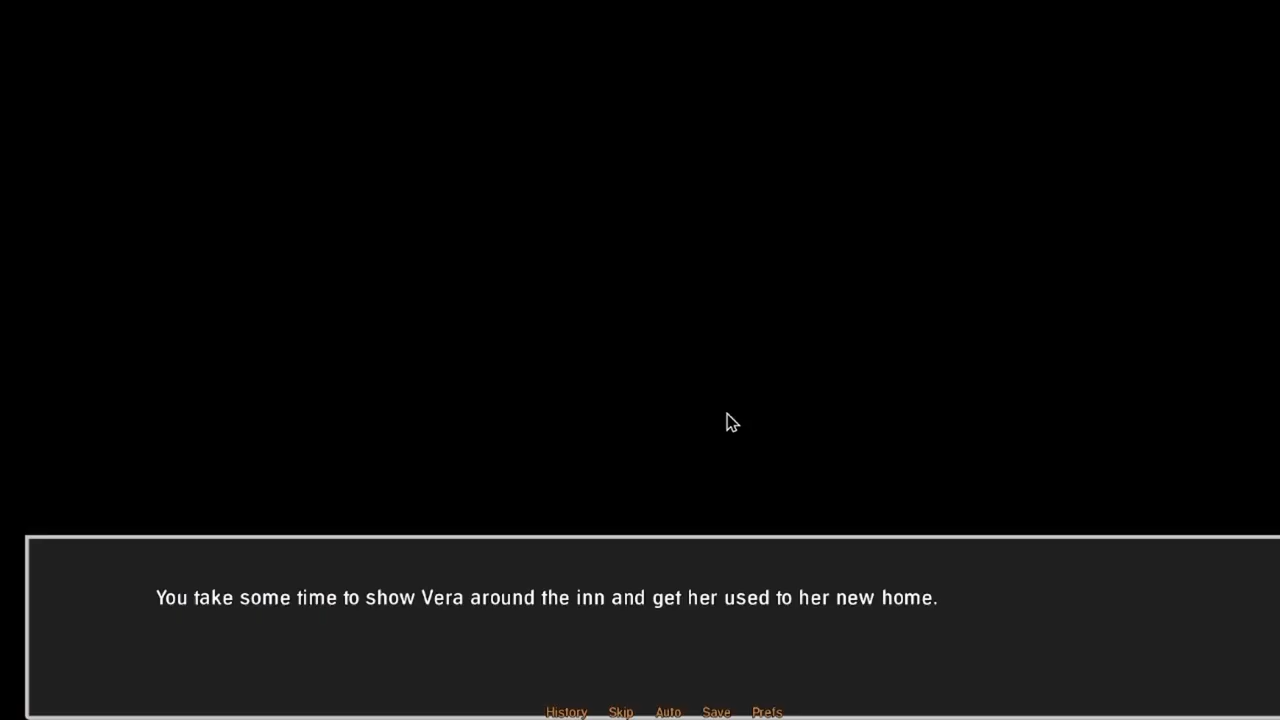 You take some time to show Vera around the inn and get her used to her new home.
History Skip Auto Save Prefs